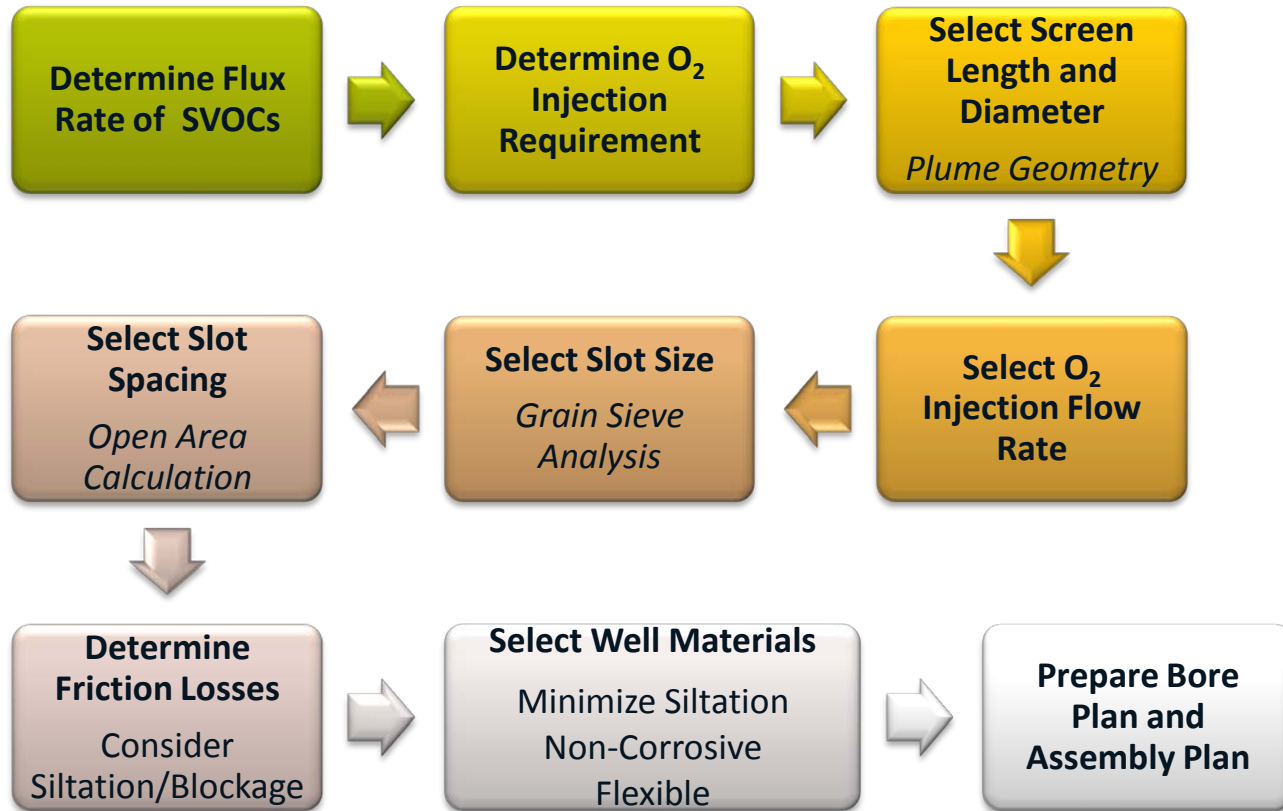 Determine Flux
Rate of SVOCs
Determine O₂
Injection
Requirement
Select Screen
Length and
Diameter
Plume Geometry
Select O₂
Injection Flow
Rate
Select Slot Size
Grain Sieve
Analysis
Select Slot
Spacing
Open Area
Calculation
Determine
Friction Losses
Consider
Siltation/Blockage
Select Well Materials
Minimize Siltation
Non-Corrosive
Flexible
Prepare Bore
Plan and
Assembly Plan